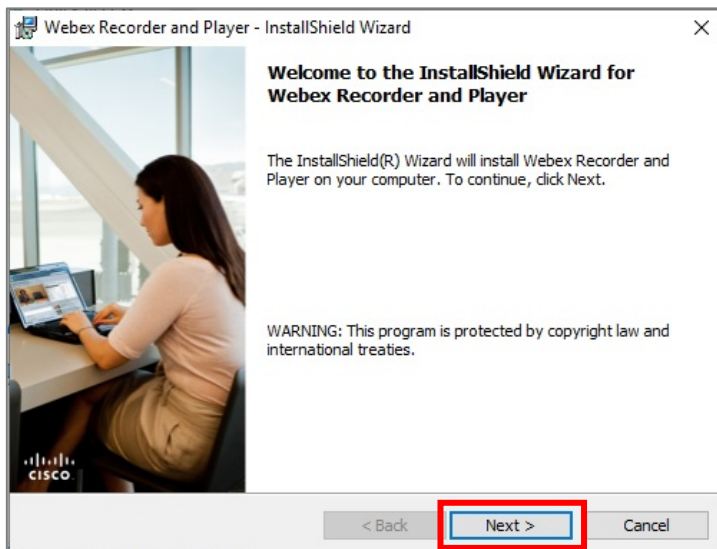 Webex Recorder and Player - InstallShield Wizard
Welcome to the InstallShield Wizard for
Webex Recorder and Player
The InstallShield(R) Wizard will install Webex Recorder and
Player on your computer. To continue, click Next.
WARNING: This program is protected by copyright law and
international treaties.
CISCO
< Back
Next >
Cancel